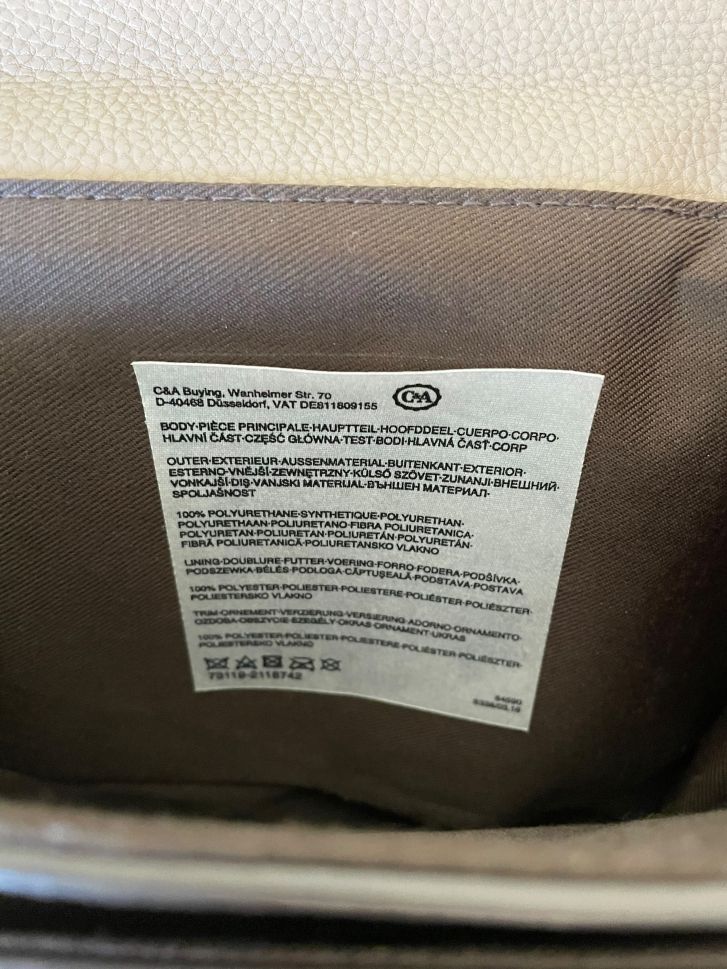 C&A Buying, Wanheimer Str. 70
D-40468 Düsseldorf, VAT DE811809155
C&A
BODY·PIÈCE PRINCIPALE·HAUPTTEIL·HOOFDDEEL·CUERPO·CORPO·
HLAVNÍ ČÁST·CZĘŚĆ GŁÓWNA·TEST·BODI·HLAVNÁ ČASŤ·CORP
OUTER·EXTERIEUR·AUSSENMATERIAL·BUITENKANT·EXTERIOR·
ESTERNO·VNĚJŠÍ·ZEWNĘTRZNY·KÜLSŐ SZÖVET·ZUNANJI·ВНЕШНИЙ·
VONKAJŠÍ·DIŞ·VANJSKI MATERIJAL·ВЪНШЕН МАТЕРИАЛ·
SPOLJAŠNOST
100% POLYURETHANE·SYNTHETIQUE·POLYURETHAN·
POLYURETHAAN·POLIURETANO·FIBRA POLIURETANICA·
POLYURETAN·POLIURETAN·POLIURETÁN·POLYURETÁN·
FIBRĂ POLIURETANICĂ·POLIURETANSKO VLAKNO
LINING·DOUBLURE·FUTTER·VOERING·FORRO·FODERA·PODŠÍVKA·
PODSZEWKA·BÉLÉS·PODLOGA·CĂPTUŞEALĂ·PODSTAVA·POSTAVA
100% POLYESTER·POLIESTER·POLIESTERE·POLIÉSTER·POLIÉSZTER·
POLIESTERSKO VLAKNO
TRIM·ORNEMENT·VERZIERUNG·VERSIERING·ADORNO·ORNAMENTO·
OZDOBA·OBSZYCIE·SZEGÉLY·OKRAS·ORNAMENT·UKRAS
100% POLYESTER·POLIESTER·POLIESTERE·POLIÉSTER·POLIÉSZTER·
POLIESTERSKO VLAKNO
73119-2118742